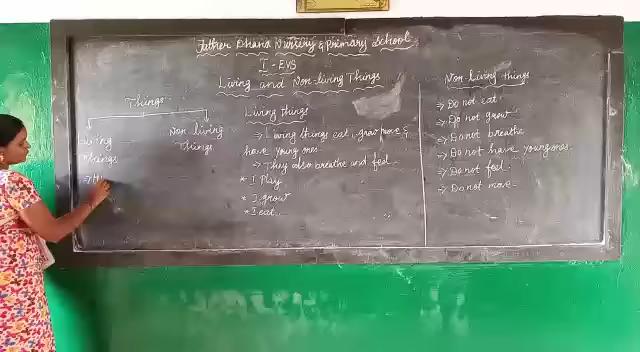 Father Bhana Nursery & Primary School
I - EVS
Living and Non-living Things
Things
Living Things
Non living Things
→ H
Living things
→ Living things eat, grow, move &
have young ones
→ They also breathe and feel
* I Play
* I grow
* I eat
Non-living things
→ Do not eat
→ Do not grow
→ Do not breathe
→ Do not have young ones
→ Do not feel
→ Do not move